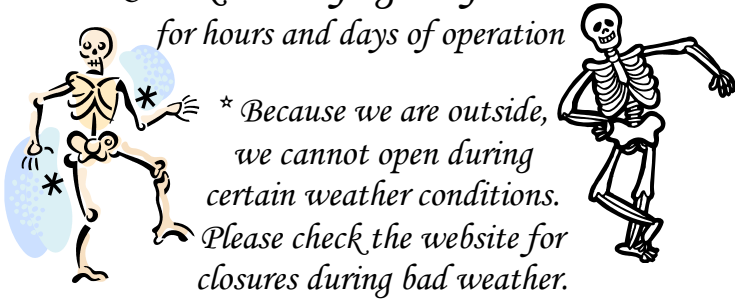 for hours and days of operation
☆ Because we are outside,
we cannot open during
certain weather conditions.
Please check the website for
closures during bad weather.